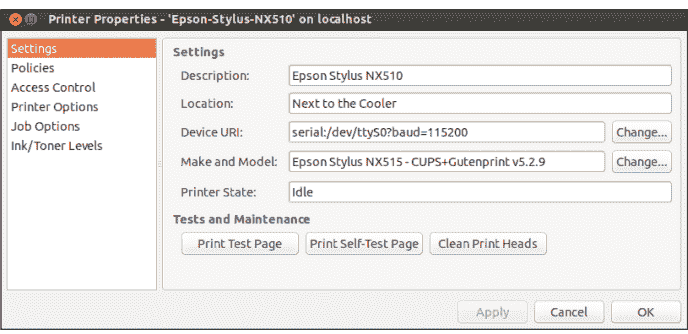 Printer Properties - 'Epson-Stylus-NX510' on localhost
Settings
Policies
Access Control
Printer Options
Job Options
Ink/Toner Levels
Settings
Description: Epson Stylus NX510
Location: Next to the Cooler
Device URI: serial:/dev/ttyS0?baud=115200 Change...
Make and Model: Epson Stylus NX515 - CUPS+Gutenprint v5.2.9 Change...
Printer State: Idle
Tests and Maintenance
Print Test Page Print Self-Test Page Clean Print Heads
Apply Cancel OK